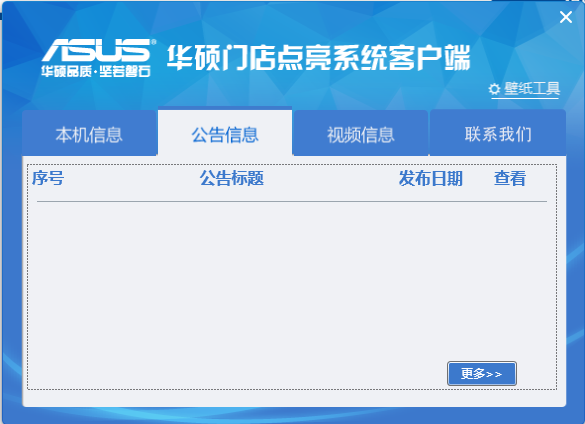 ASUS 华硕门店点亮系统客户端
华硕品质·坚若磐石
壁纸工具
本机信息 公告信息 视频信息 联系我们
序号 公告标题 发布日期 查看
更多>>